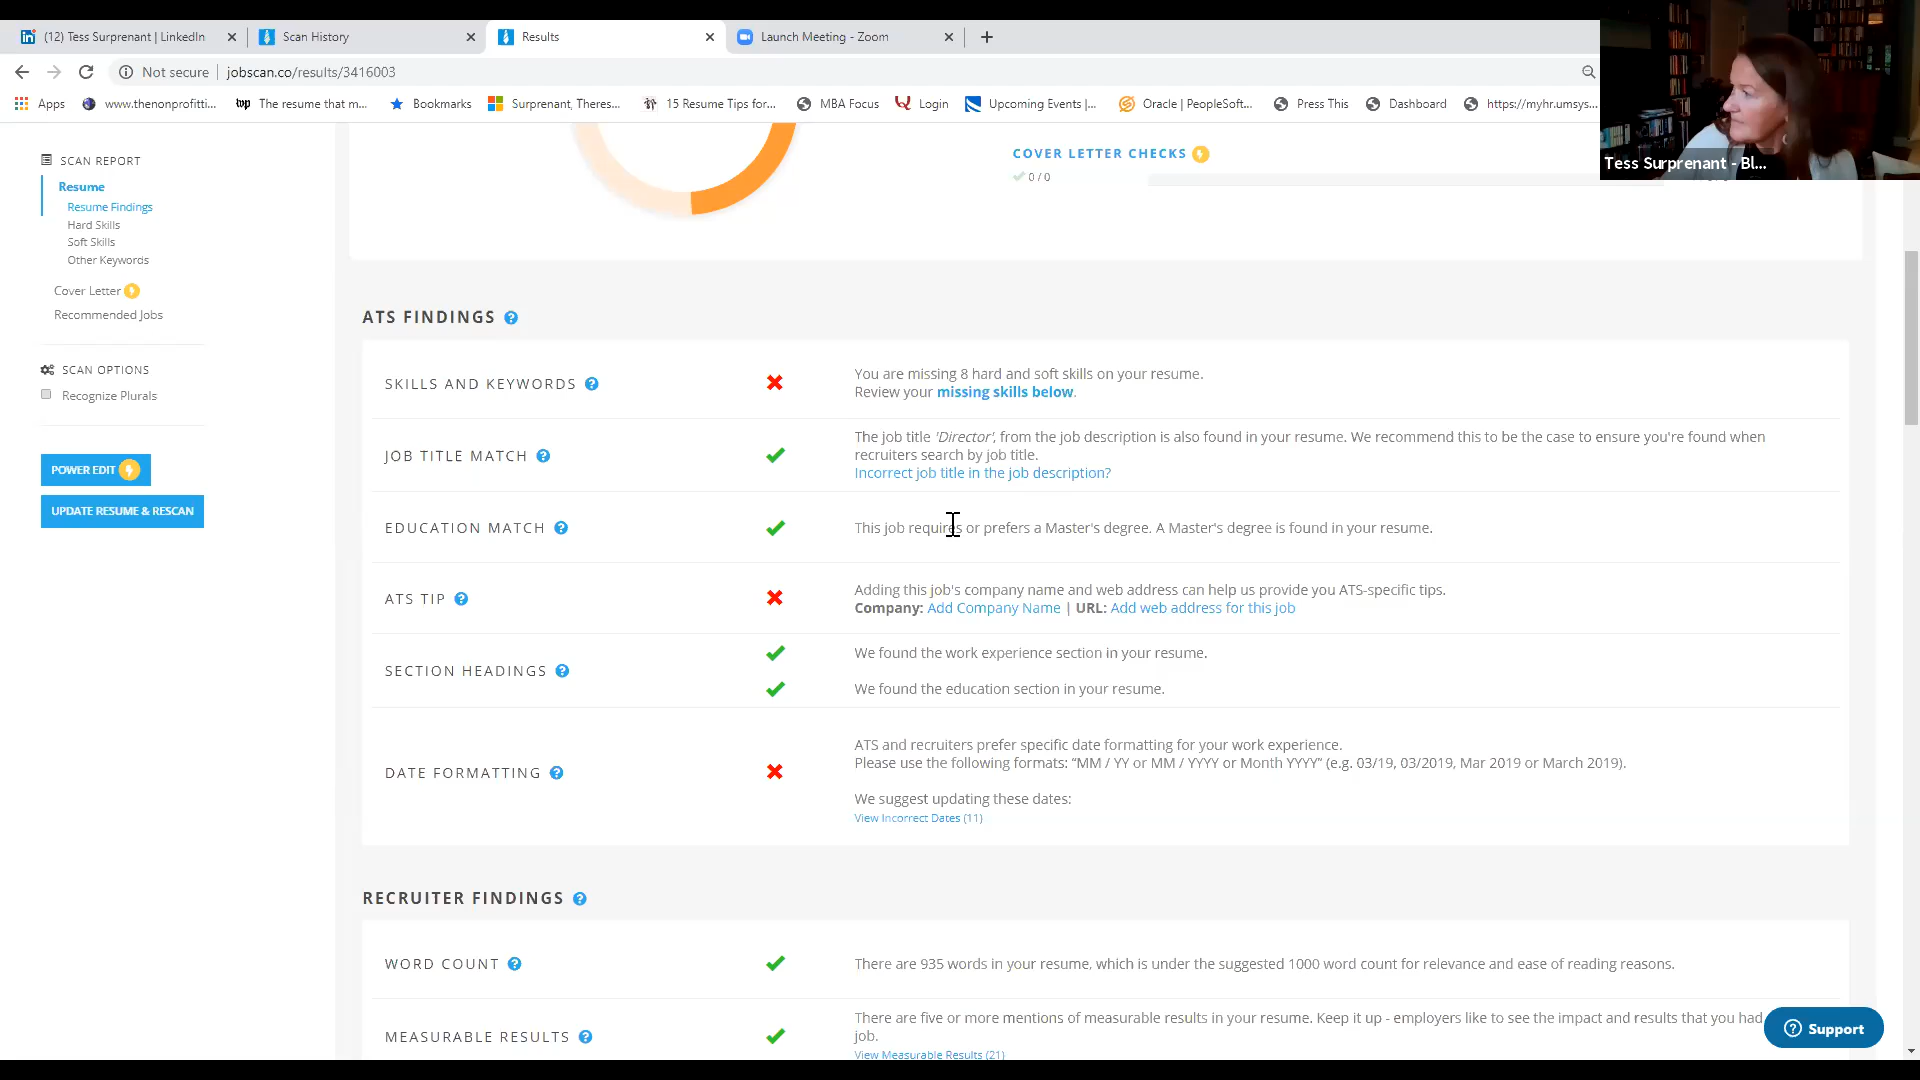 (12) Tess Surprenant | LinkedIn
Scan History
Results
Launch Meeting - Zoom
Not secure
jobscan.co/results/3416003
Apps
www.thenonprofitti...
The resume that m...
Bookmarks
Surprenant, Theres...
15 Resume Tips for...
MBA Focus
Login
Upcoming Events |...
Oracle | PeopleSoft...
Press This
Dashboard
https://myhr.umsys...
Tess Surprenant - Bl...
SCAN REPORT
Resume
Resume Findings
Hard Skills
Soft Skills
Other Keywords
Cover Letter
Recommended Jobs
SCAN OPTIONS
Recognize Plurals
POWER EDIT
UPDATE RESUME & RESCAN
COVER LETTER CHECKS
0 / 0
ATS FINDINGS
SKILLS AND KEYWORDS
You are missing 8 hard and soft skills on your resume.
Review your missing skills below.
JOB TITLE MATCH
The job title 'Director', from the job description is also found in your resume. We recommend this to be the case to ensure you're found when
recruiters search by job title.
Incorrect job title in the job description?
EDUCATION MATCH
This job requires or prefers a Master's degree. A Master's degree is found in your resume.
ATS TIP
Adding this job's company name and web address can help us provide you ATS-specific tips.
Company: Add Company Name | URL: Add web address for this job
SECTION HEADINGS
We found the work experience section in your resume.
We found the education section in your resume.
DATE FORMATTING
ATS and recruiters prefer specific date formatting for your work experience.
Please use the following formats: “MM / YY or MM / YYYY or Month YYYY” (e.g. 03/19, 03/2019, Mar 2019 or March 2019).
We suggest updating these dates:
View Incorrect Dates (11)
RECRUITER FINDINGS
WORD COUNT
There are 935 words in your resume, which is under the suggested 1000 word count for relevance and ease of reading reasons.
MEASURABLE RESULTS
There are five or more mentions of measurable results in your resume. Keep it up - employers like to see the impact and results that you had
job.
View Measurable Results (21)
Support